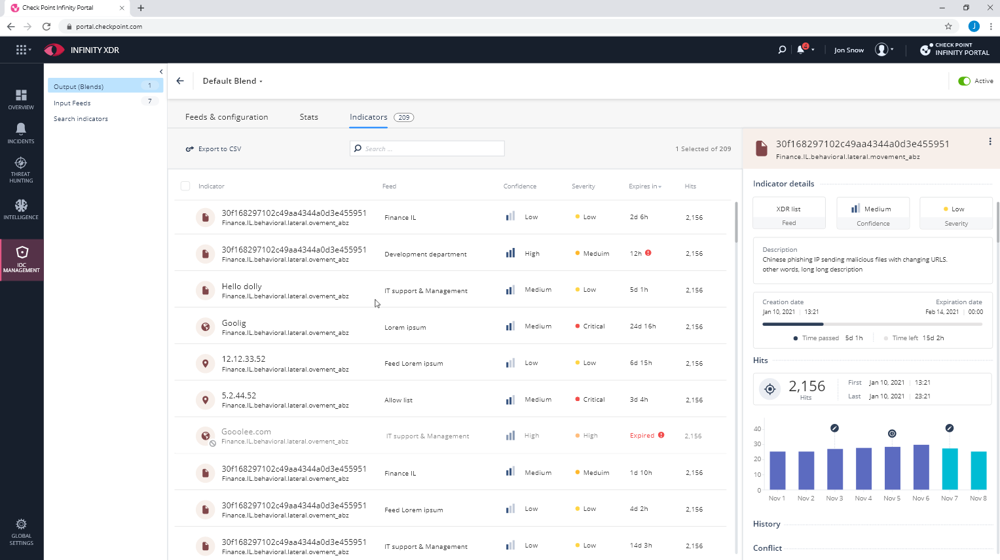 Check Point Infinity Portal
portal.checkpoint.com
J
INFINITY XDR
4
Jon Snow
CHECK POINT
INFINITY PORTAL
OVERVIEW
INCIDENTS
THREAT
HUNTING
INTELLIGENCE
IOC
MANAGEMENT
GLOBAL
SETTINGS
Output (Blends) 1
Input Feeds 7
Search indicators
Default Blend
Active
Feeds & configuration Stats Indicators 209
Export to CSV Search ... 1 Selected of 209
Indicator Feed Confidence Severity Expires in Hits
30f168297102c49aa4344a0d3e455951
Finance.IL.behavioral.lateral.ovement_abz
Finance IL Low Low 2d 6h 2,156
30f168297102c49aa4344a0d3e455951
Finance.IL.behavioral.lateral.ovement_abz
Development department High Meduim 12h 2,156
Hello dolly
Finance.IL.behavioral.lateral.ovement_abz
IT support & Management Medium Low 5d 1h 2,156
Goolig
Finance.IL.behavioral.lateral.ovement_abz
Lorem ipsum Medium Critical 24d 16h 2,156
12.12.33.52
Finance.IL.behavioral.lateral.ovement_abz
Feed Lorem ipsum Low Low 6d 15h 2,156
5.2.44.52
Finance.IL.behavioral.lateral.ovement_abz
Allow list Medium Critical 3d 4h 2,156
Gooolee.com
Finance.IL.behavioral.lateral.ovement_abz
IT support & Management High High Expired 2,156
30f168297102c49aa4344a0d3e455951
Finance.IL.behavioral.lateral.ovement_abz
Finance IL Medium Meduim 1d 10h 2,156
30f168297102c49aa4344a0d3e455951
Finance.IL.behavioral.lateral.ovement_abz
Feed Lorem ipsum Low Low 4d 2h 2,156
30f168297102c49aa4344a0d3e455951
Finance.IL.behavioral.lateral.ovement_abz
IT support & Management Low Low 14d 3h 2,156
30f168297102c49aa4344a0d3e455951
Finance.IL.behavioral.lateral.movement_abz
Indicator details
XDR list Medium Low
Feed Confidence Severity
Description
Chinese phishing IP sending malicious files with changing URLS.
other words, long long description
Creation date Expiration date
Jan 10, 2021 | 13:21 Feb 14, 2021 | 00:00
Time passed 5d 1h Time left 15d 2h
Hits
2,156
Hits
First Jan 10, 2021 | 13:21
Last Jan 10, 2021 | 23:21
40
30
20
10
0
Nov 1 Nov 2 Nov 3 Nov 4 Nov 5 Nov 6 Nov 7 Nov 8
History
Conflict